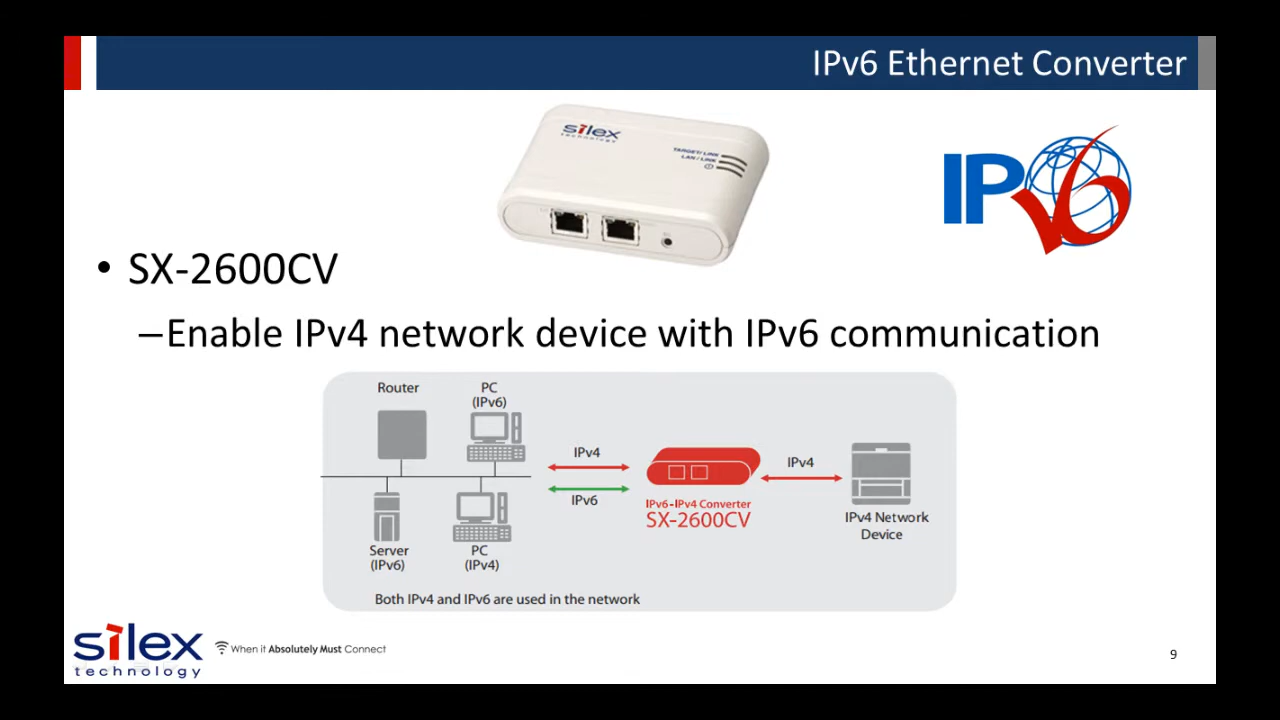 IPv6 Ethernet Converter
silex
technology
TARGET/ LINK
LAN / LINK
IPv6
• SX-2600CV
–Enable IPv4 network device with IPv6 communication
Router
PC
(IPv6)
IPv4
IPv6
IPv4
IPv6-IPv4 Converter
SX-2600CV
IPv4 Network
Device
Server
(IPv6)
PC
(IPv4)
Both IPv4 and IPv6 are used in the network
silex
technology
When it Absolutely Must Connect
9